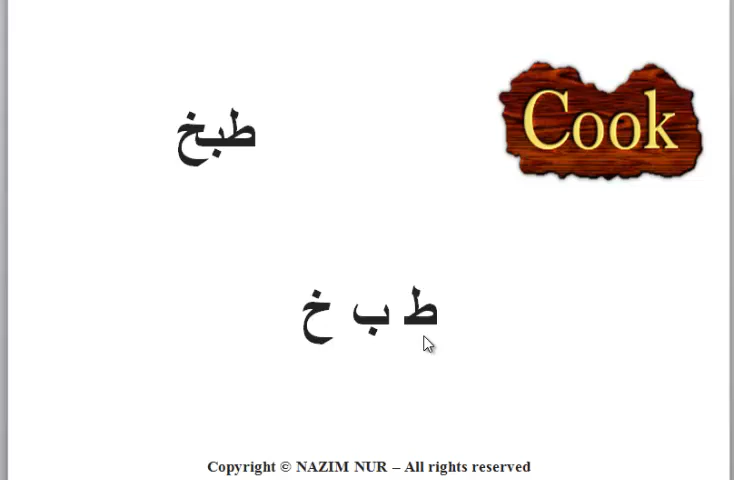 Cook
طبخ
ط ب خ
Copyright © NAZIM NUR – All rights reserved